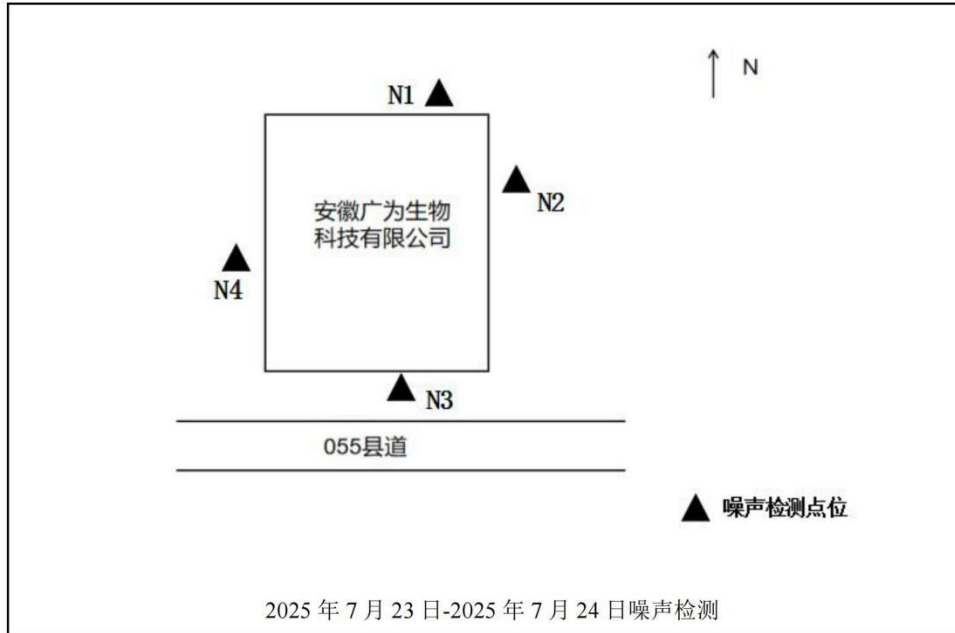 N1
N
安徽广为生物
科技有限公司
N2
N4
N3
055县道
噪声检测点位
2025 年 7 月 23 日-2025 年 7 月 24 日噪声检测